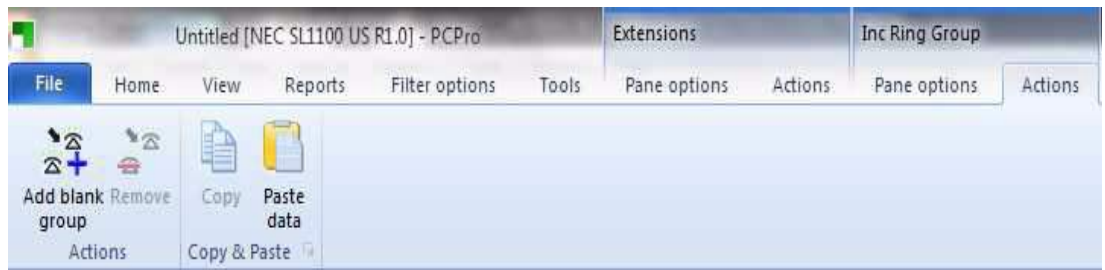 Untitled [NEC SL1100 US R1.0] - PCPro Extensions Inc Ring Group
File Home View Reports Filter options Tools Pane options Actions Pane options Actions
Add blank group
Remove
Copy
Paste data
Actions
Copy & Paste